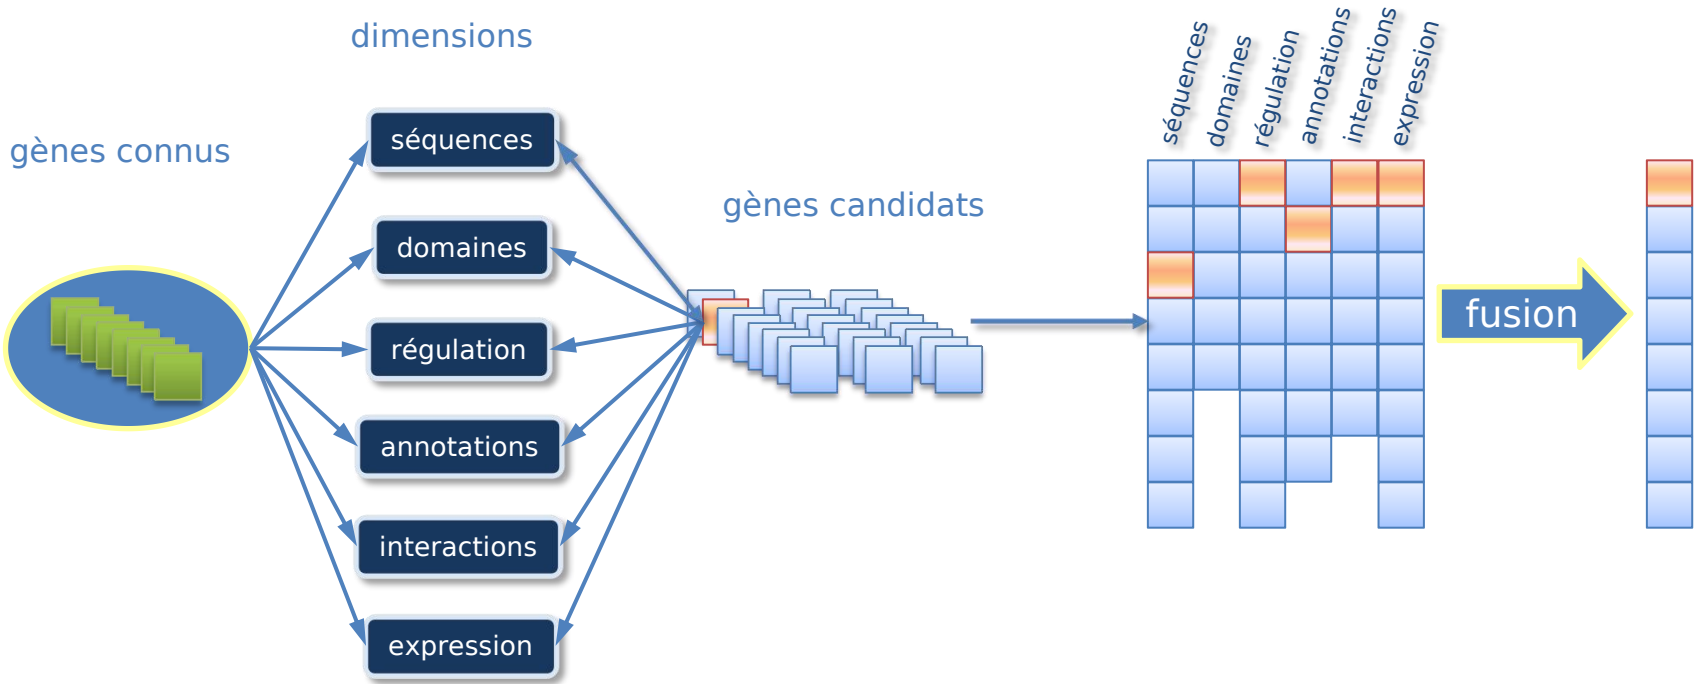 dimensions
gènes connus
séquences
domaines
régulation
annotations
interactions
expression
gènes candidats
séquences
domaines
régulation
annotations
interactions
expression
fusion